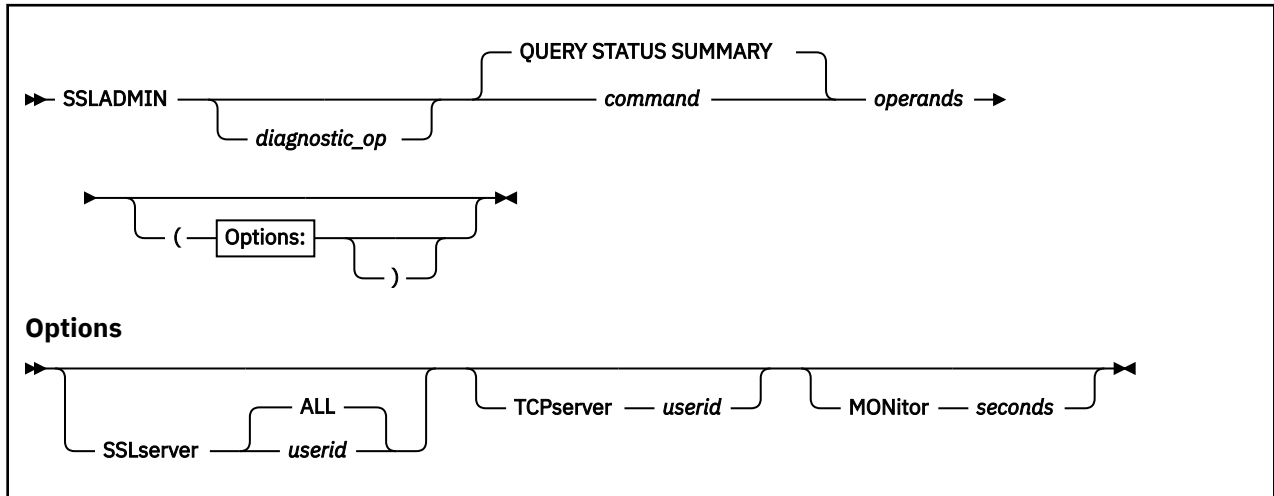 QUERY STATUS SUMMARY
SSLADMIN command operands
diagnostic_op
( Options:
)
Options
ALL TCPserver userid MONitor seconds
SSLserver userid